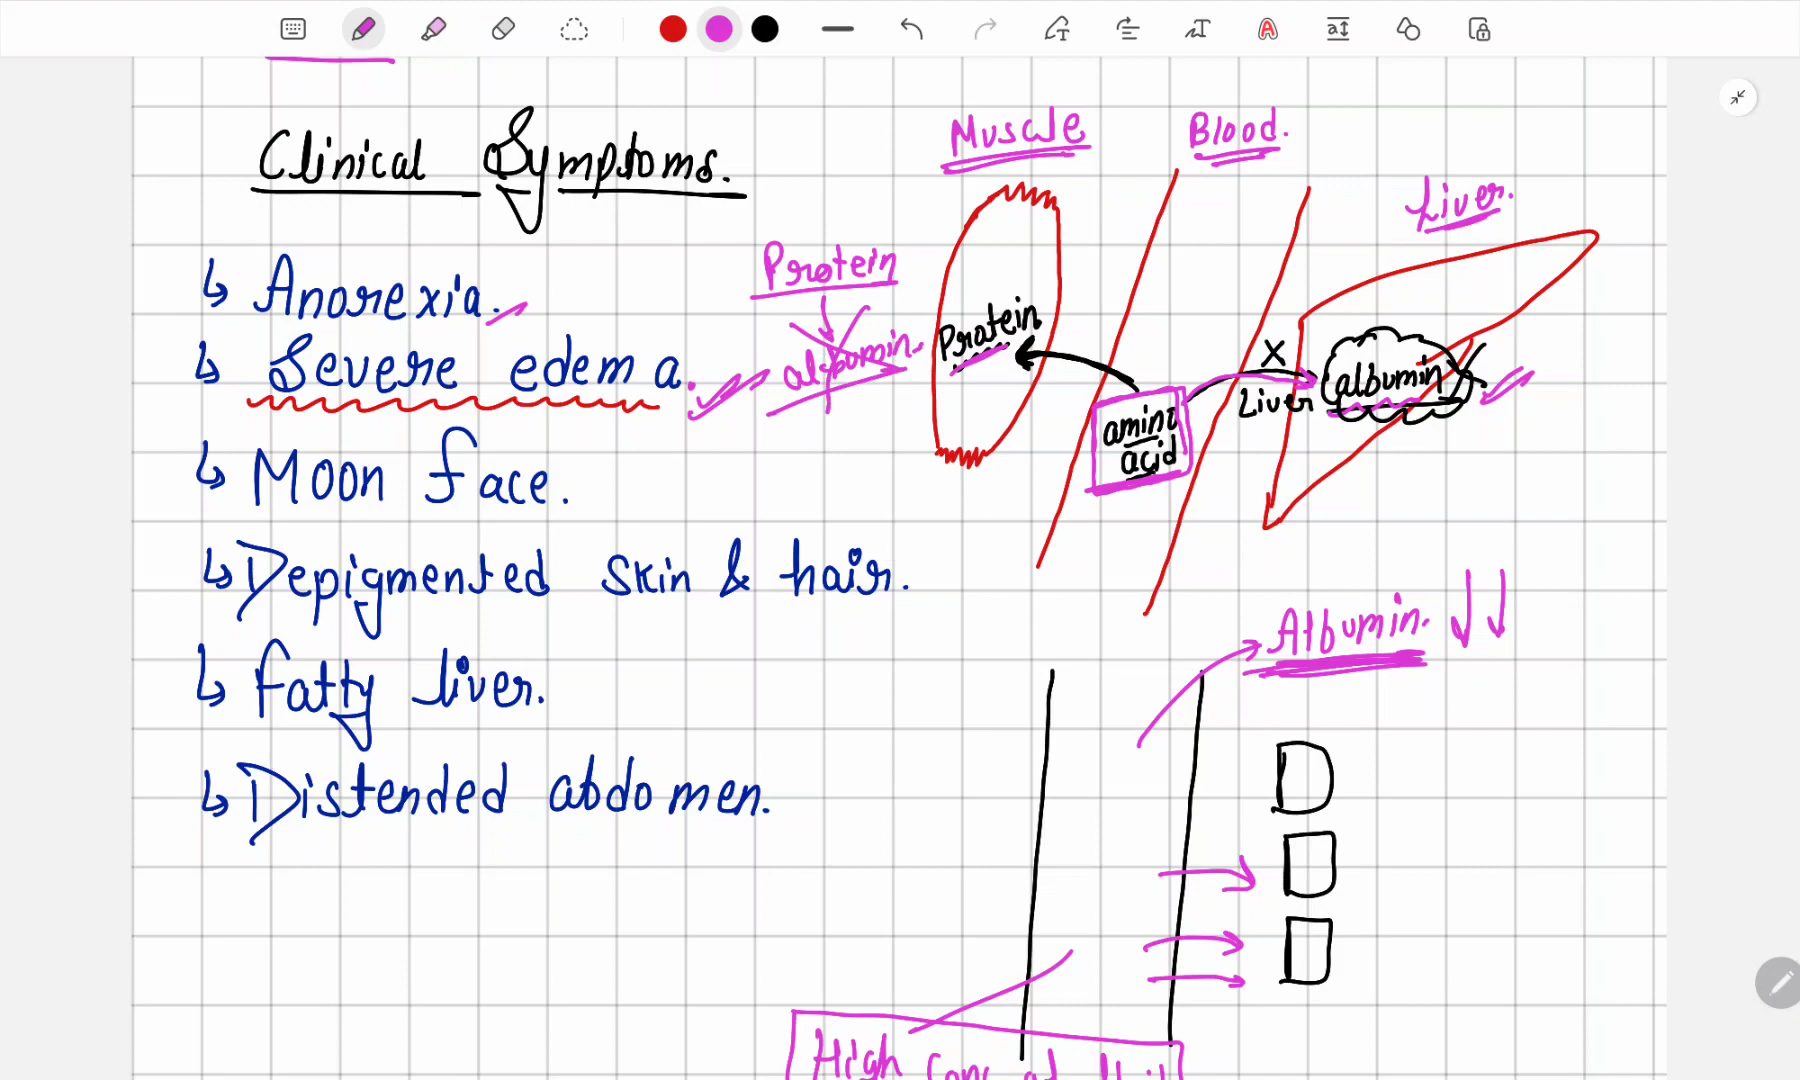 Clinical Symptoms.
↳ Anorexia.
↳ Severe edema.
↳ Moon face.
↳ Depigmented skin & hair.
↳ Fatty liver.
↳ Distended abdomen.
Muscle
Blood.
Liver.
Protein
albumin.
Protein
amino
acid
X
Liver
albumin
Albumin. ↓↓
High